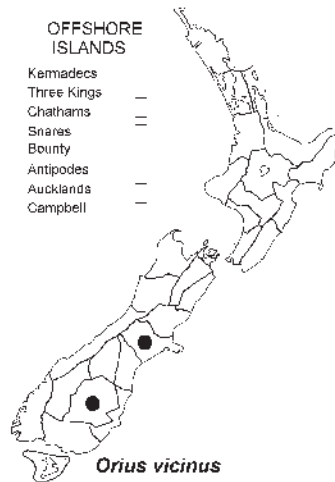 OFFSHORE
ISLANDS
Kermadecs
Three Kings
Chathams
Snares
Bounty
Antipodes
Aucklands
Campbell
Orius vicinus